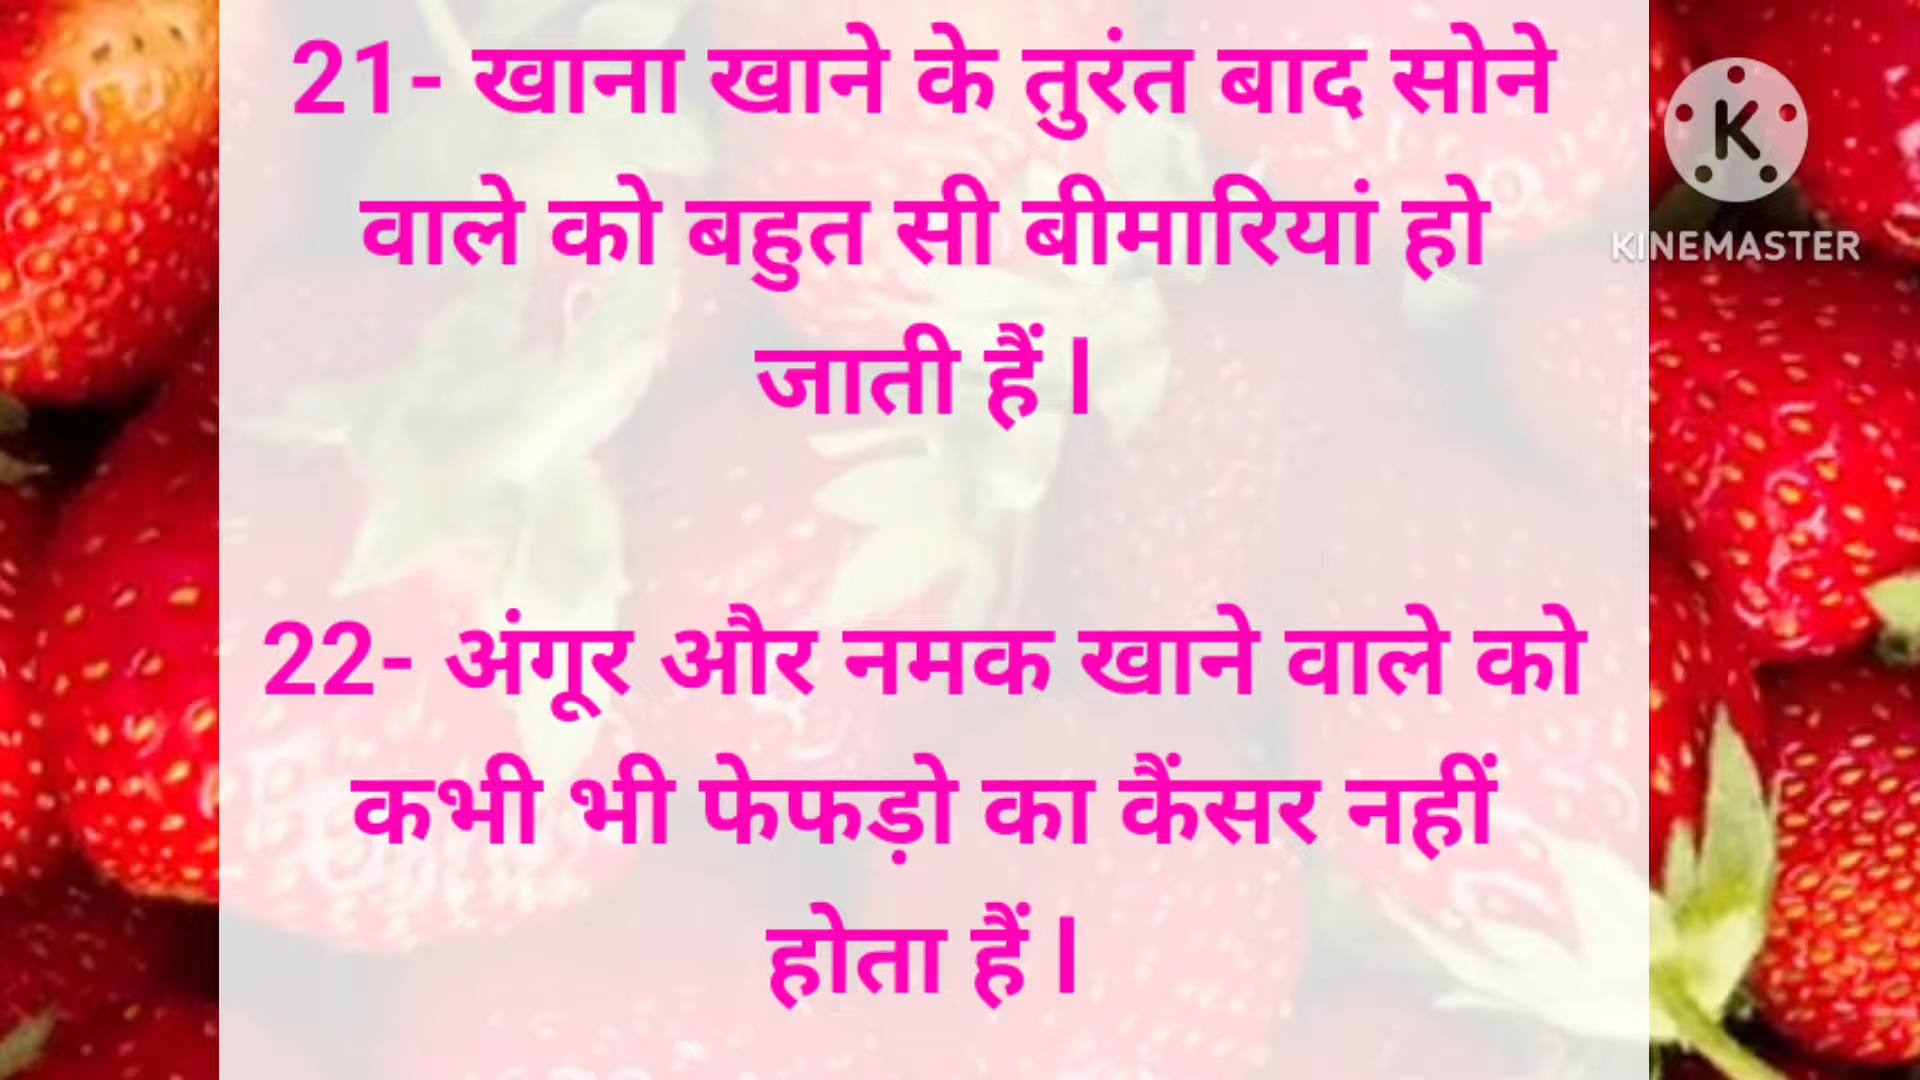 21- खाना खाने के तुरंत बाद सोने
वाले को बहुत सी बीमारियां हो
जाती हैं l
22- अंगूर और नमक खाने वाले को
कभी भी फेफड़ो का कैंसर नहीं
होता हैं l
K
KINEMASTER